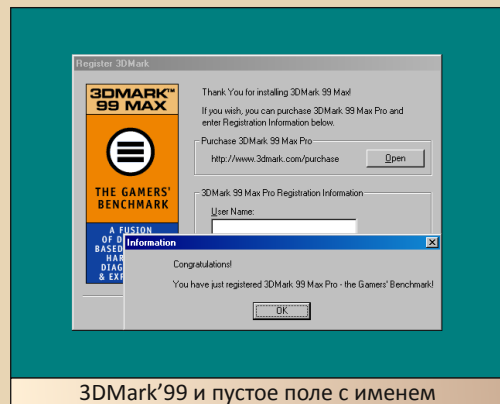 Register 3DMark
3DMARK™
99 MAX
THE GAMERS'
BENCHMARK
A FUSION
OF D
BASED
HAR
DIAG
& EXP
Thank You for installing 3DMark 99 Max!
If you wish, you can purchase 3DMark 99 Max Pro and
enter Registration Information below.
Purchase 3DMark 99 Max Pro
http://www.3dmark.com/purchase
Open
3DMark 99 Max Pro Registration Information
User Name:
Information
Congratulations!
You have just registered 3DMark 99 Max Pro - the Gamers' Benchmark!
OK
3DMark’99 и пустое поле с именем